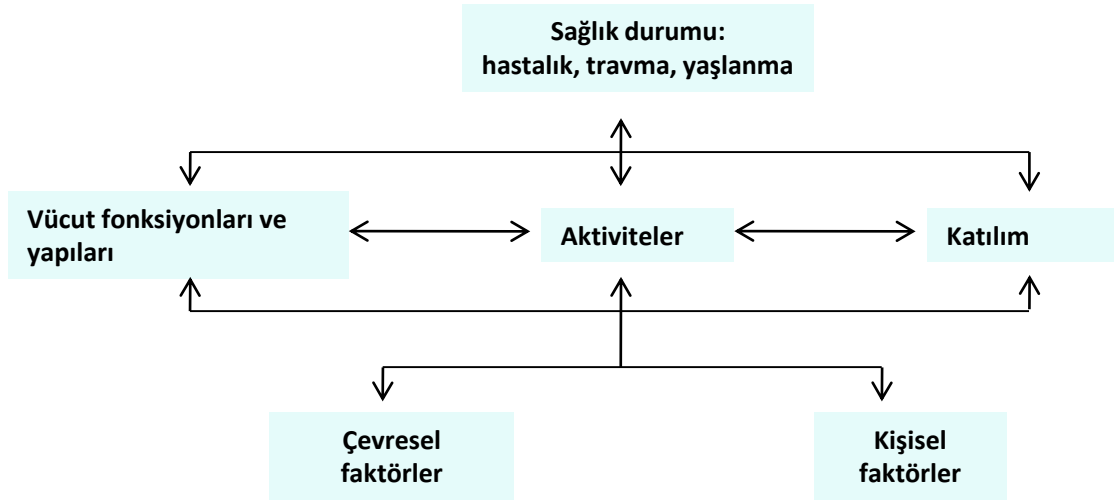 Sağlık durumu:
hastalık, travma, yaşlanma
Vücut fonksiyonları ve
yapıları
Aktiviteler
Katılım
Çevresel
faktörler
Kişisel
faktörler